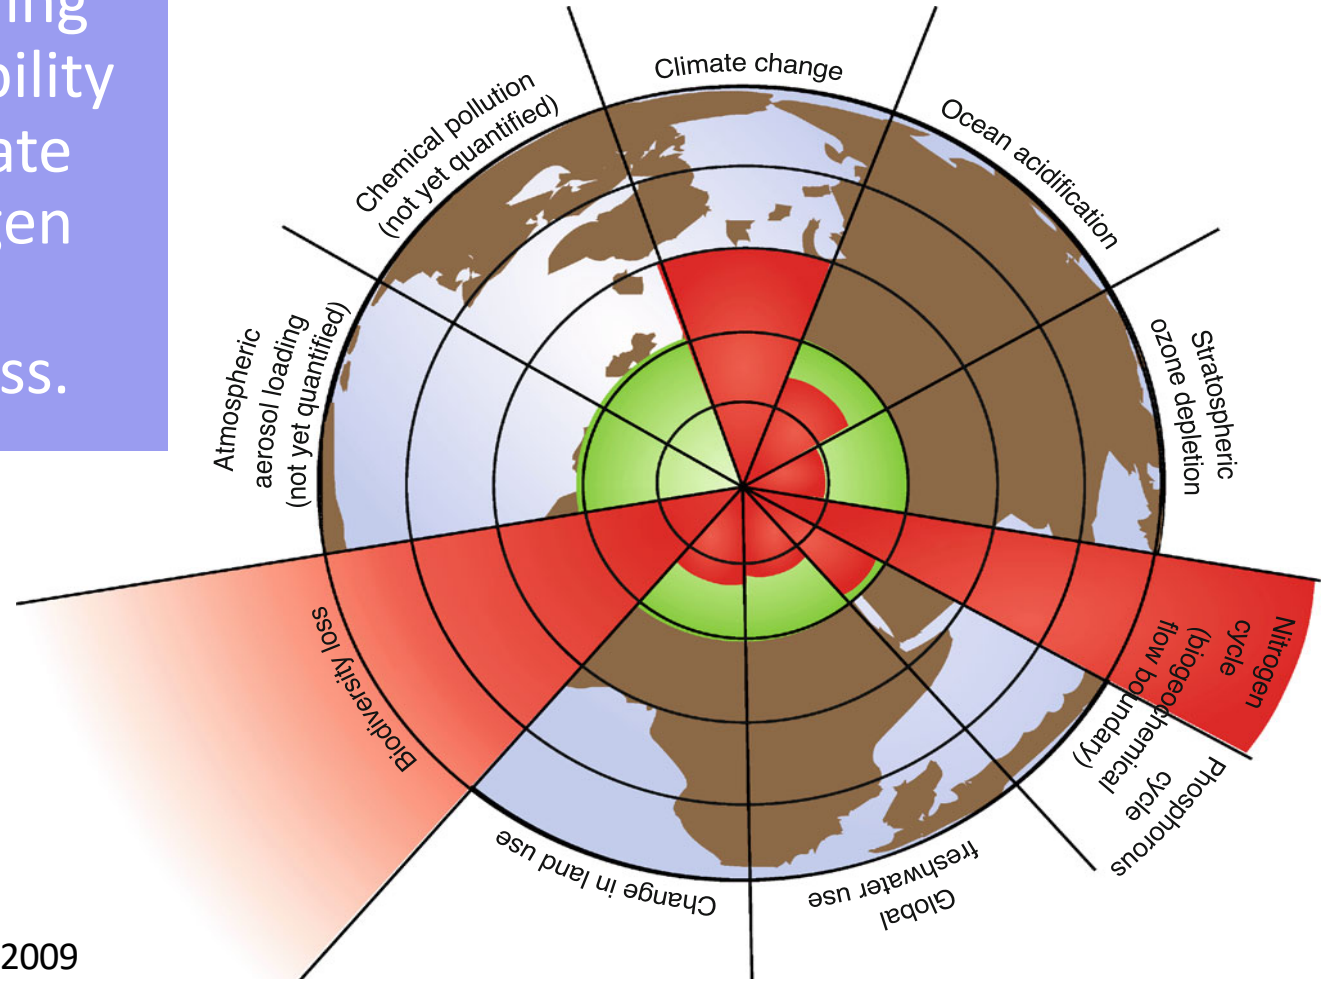 Climate change
Ocean acidification
Stratospheric
ozone depletion
Nitrogen
cycle
(biogeochemical
flow boundary)
Phosphorous
cycle
Global
freshwater use
Change in land use
Biodiversity loss
Atmospheric
aerosol loading
(not yet quantified)
Chemical pollution
(not yet quantified)
2009